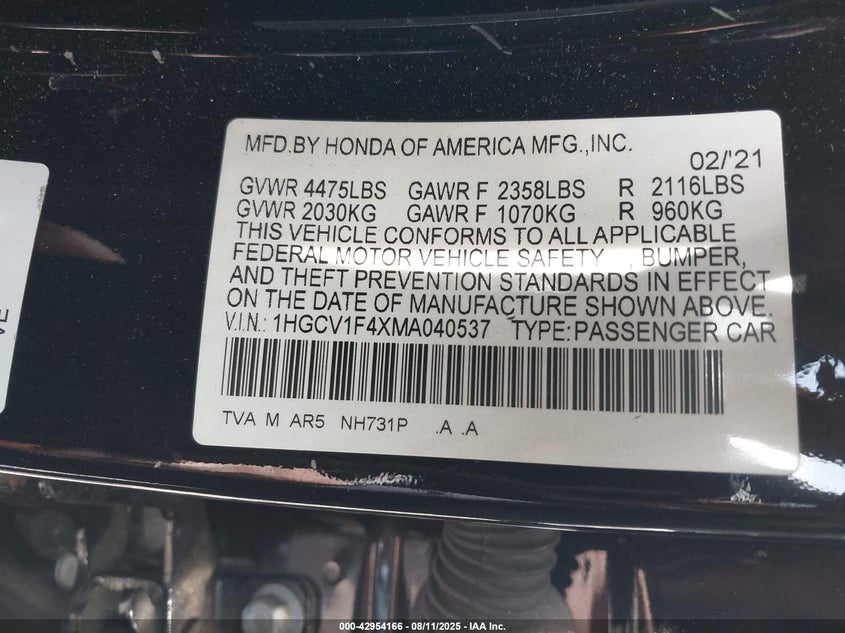 MFD.BY HONDA OF AMERICA MFG.,INC.
02/'21
GVWR 4475LBS GAWR F 2358LBS R 2116LBS
GVWR 2030KG GAWR F 1070KG R 960KG
THIS VEHICLE CONFORMS TO ALL APPLICABLE
FEDERAL MOTOR VEHICLE SAFETY , BUMPER,
AND THEFT PREVENTION STANDARDS IN EFFECT
ON THE DATE OF MANUFACTURE SHOWN ABOVE.
V.I.N.: 1HGCV1F4XMA040537 TYPE:PASSENGER CAR
TVA M AR5 NH731P .A .A
VE
000-42954166 - 08/11/2025 - IAA Inc.